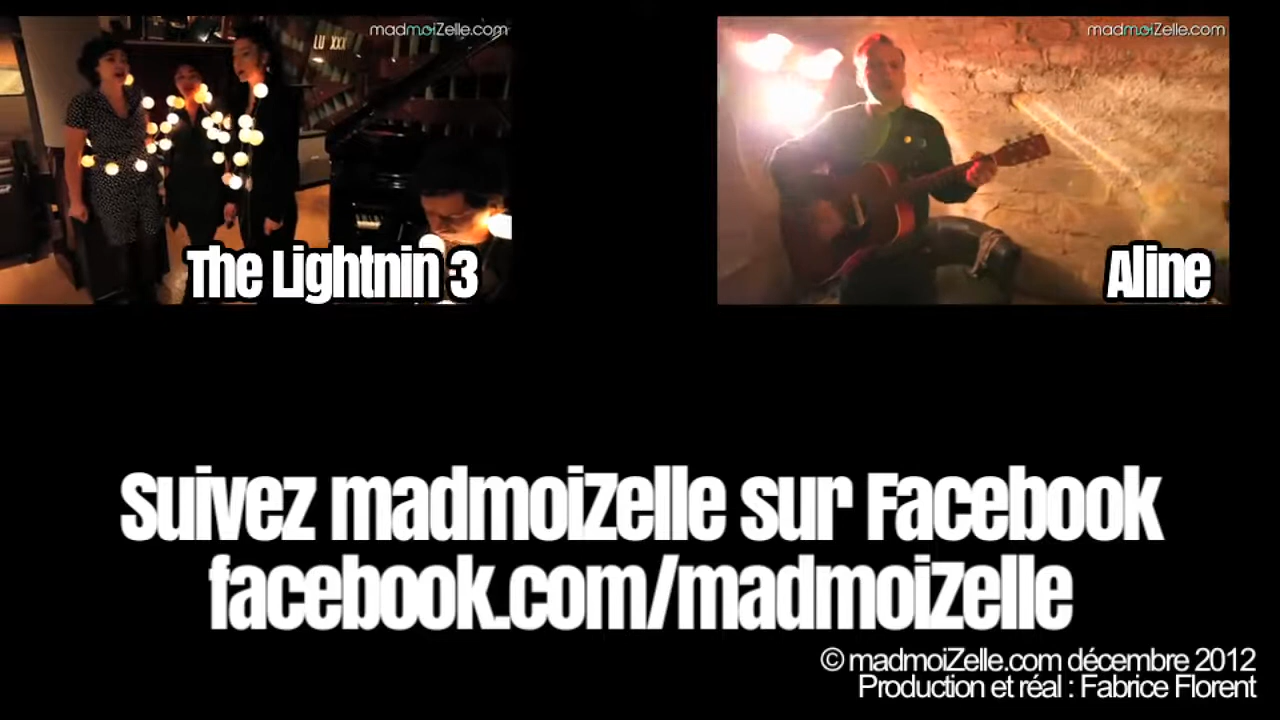 madmoiZelle.com
madmoiZelle.com
The Lightnin 3
Aline
Suivez madmoiZelle sur Facebook
facebook.com/madmoiZelle
© madmoiZelle.com décembre 2012
Production et réal : Fabrice Florent